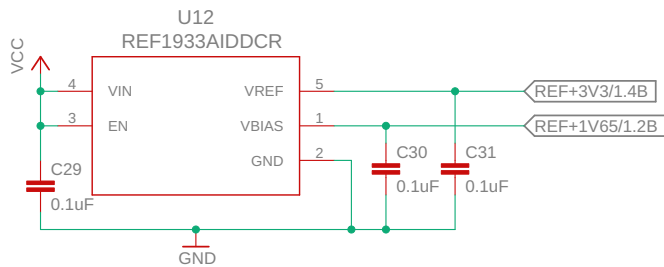 U12
REF1933AIDDCR
VCC
4 VIN VREF 5 REF+3V3/1.4B
3 EN VBIAS 1 REF+1V65/1.2B
GND 2
C29 C30 C31
0.1uF 0.1uF 0.1uF
GND